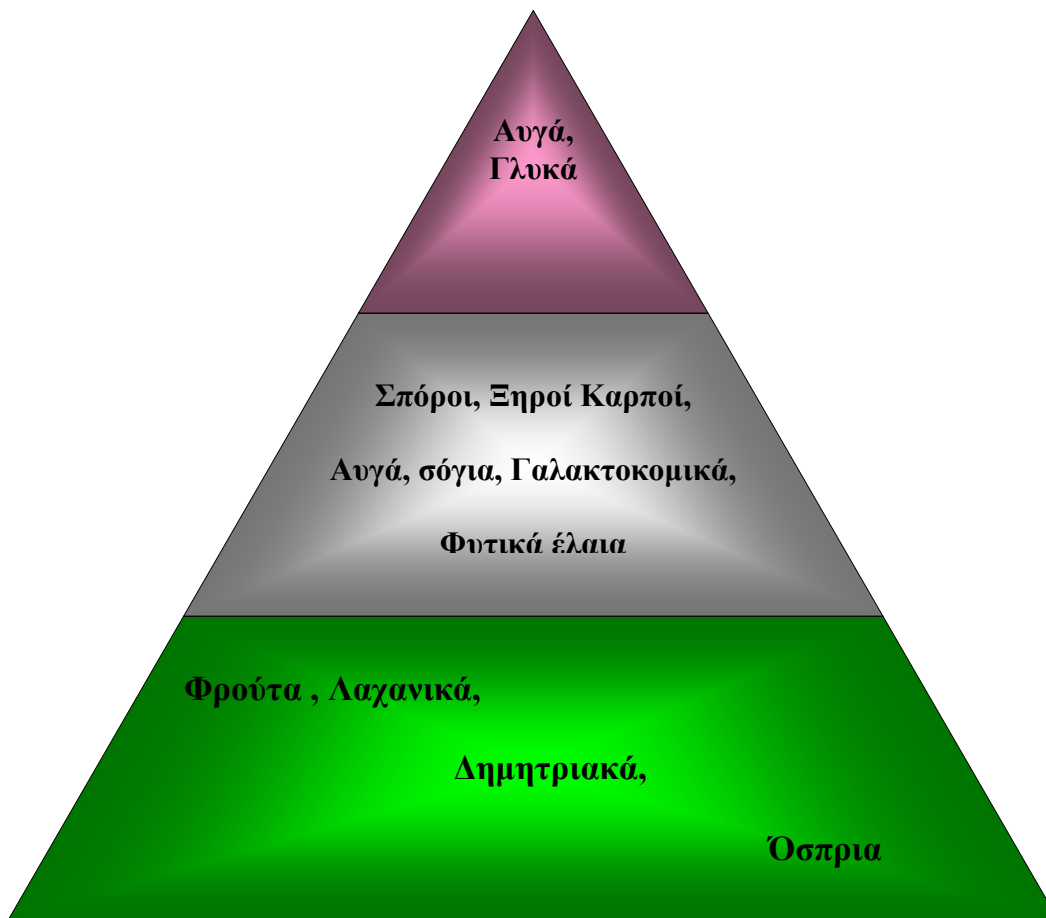 Αυγά,
Γλυκά
Σπόροι, Ξηροί Καρποί,
Αυγά, σόγια, Γαλακτοκομικά,
Φυτικά έλαια
Φρούτα , Λαχανικά,
Δημητριακά,
Όσπρια